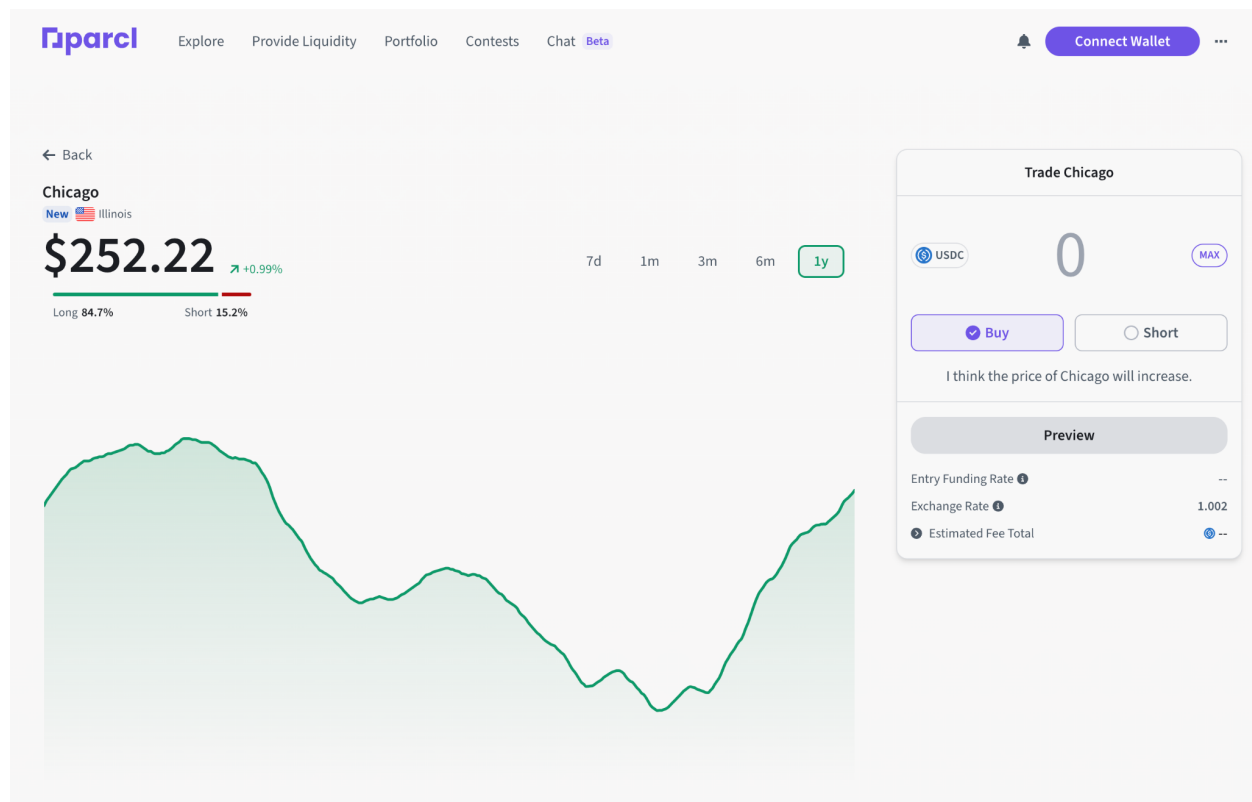 parcl Explore Provide Liquidity Portfolio Contests Chat Beta Connect Wallet
Back
Chicago
New Illinois
$252.22 +0.99%
7d 1m 3m 6m 1y
Long 84.7% Short 15.2%
Trade Chicago
USDC 0 MAX
Buy Short
I think the price of Chicago will increase.
Preview
Entry Funding Rate --
Exchange Rate 1.002
Estimated Fee Total --